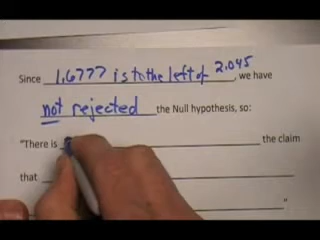 Since 1.6777 is to the left of 2.045, we have
not rejected the Null hypothesis, so:
"There is the claim
that
"